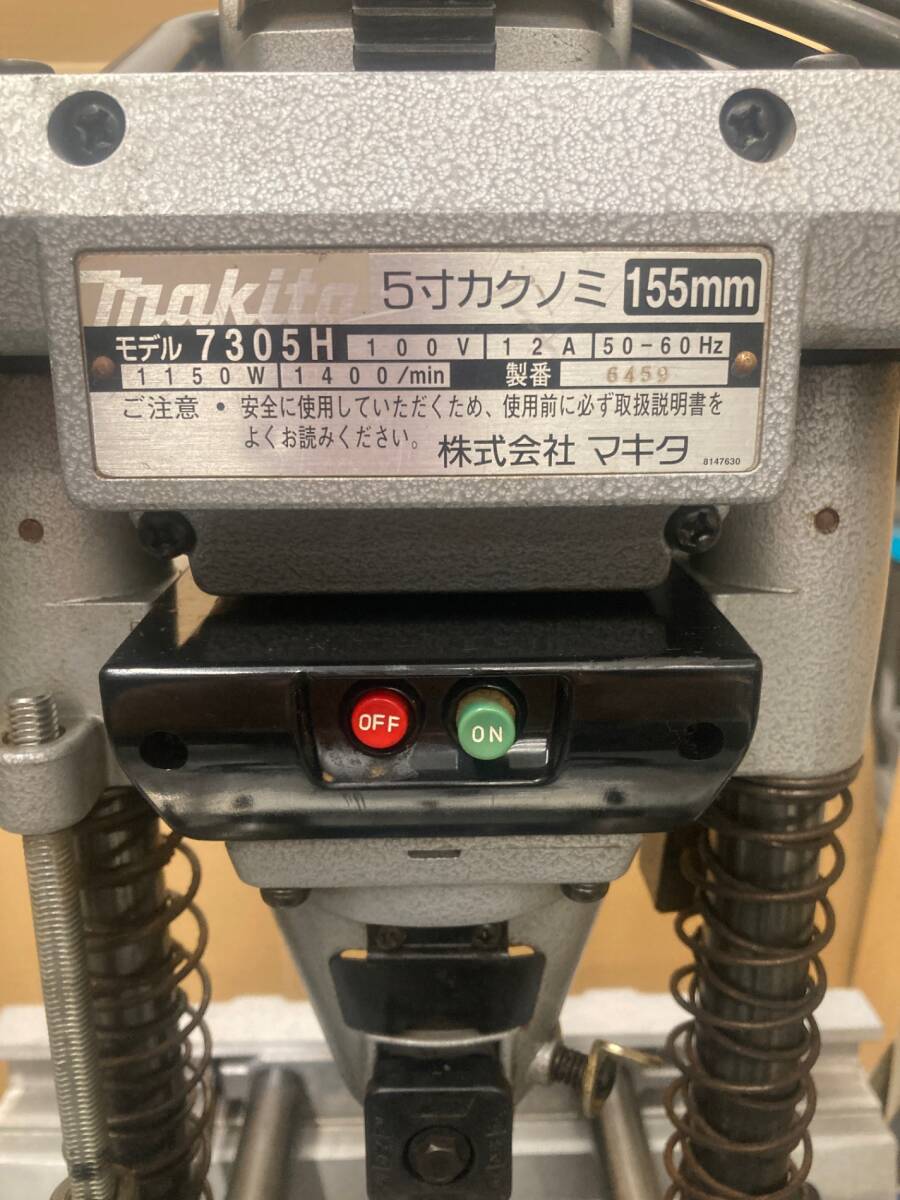 makita 5寸カクノミ 155mm
モデル 7305H 100V 12A 50-60Hz
1150W 1400/min 製番 6459
ご注意・安全に使用していただくため、使用前に必ず取扱説明書を
よくお読みください。 株式会社 マキタ 8147630
OFF ON